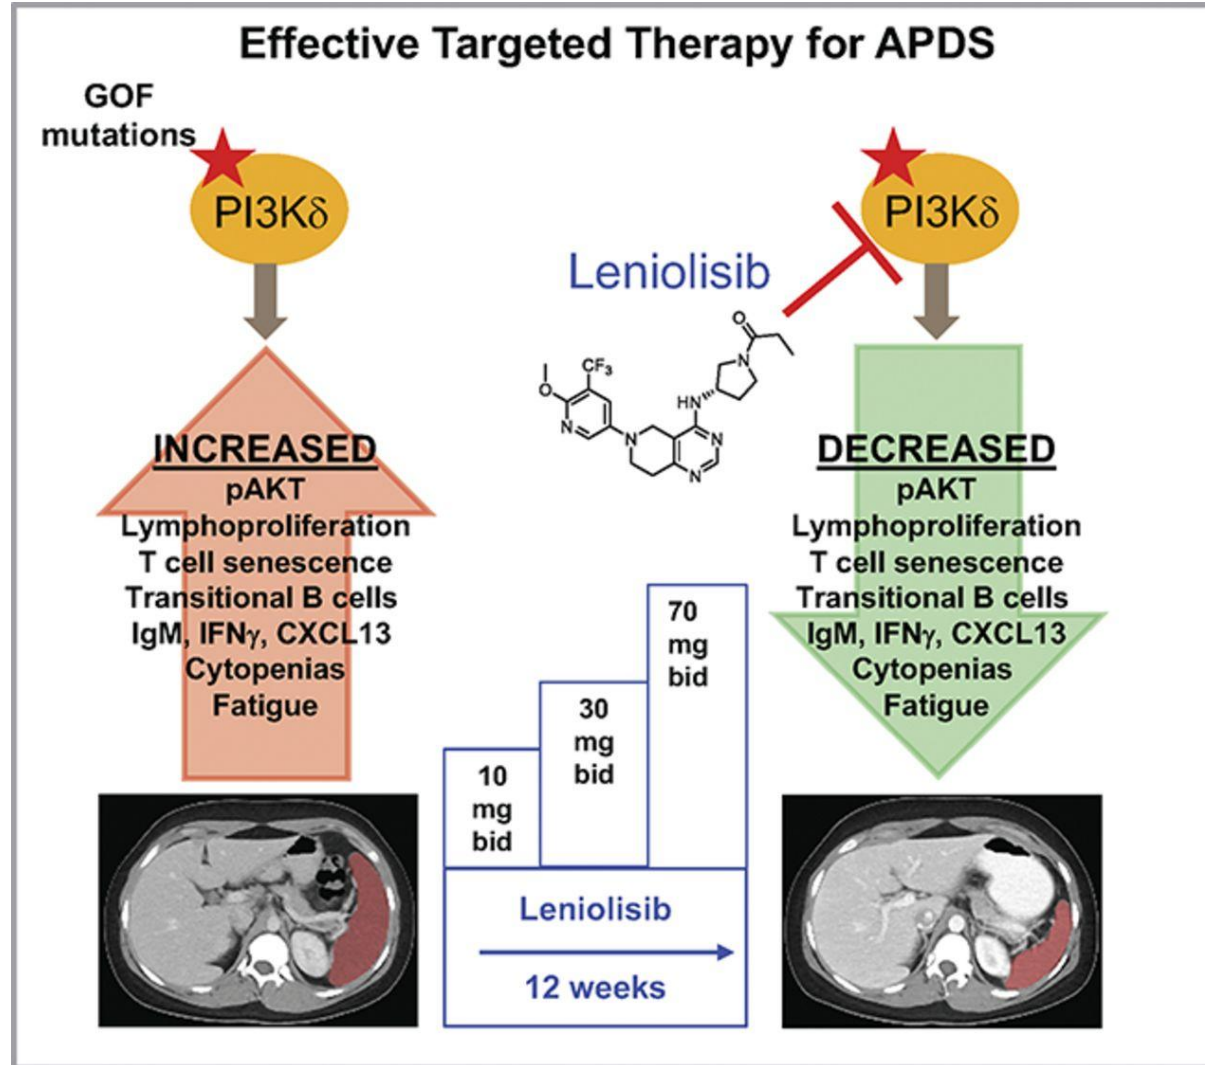 Effective Targeted Therapy for APDS
GOF
mutations
PI3Kδ
INCREASED
pAKT
Lymphoproliferation
T cell senescence
Transitional B cells
IgM, IFNγ, CXCL13
Cytopenias
Fatigue
Leniolisib
O
N
HN
CF3
O
N
N
N
N
10
mg
bid
30
mg
bid
70
mg
bid
Leniolisib
12 weeks
PI3Kδ
DECREASED
pAKT
Lymphoproliferation
T cell senescence
Transitional B cells
IgM, IFNγ, CXCL13
Cytopenias
Fatigue